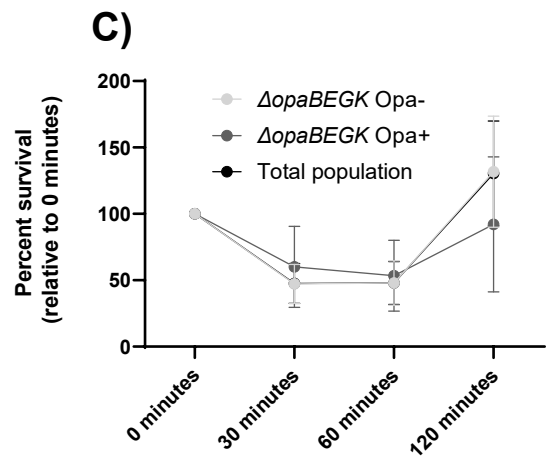 C)
Percent survival
(relative to 0 minutes)
200
150
100
50
0
ΔopaBEGK Opa-
ΔopaBEGK Opa+
Total population
0 minutes
30 minutes
60 minutes
120 minutes